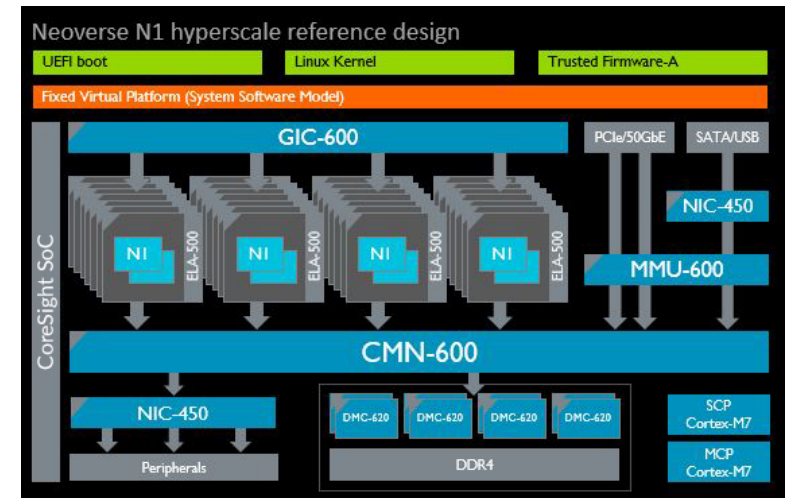 Neoverse N1 hyperscale reference design
UEFI boot
Linux Kernel
Trusted Firmware-A
Fixed Virtual Platform (System Software Model)
CoreSight SoC
GIC-600
PCIe/50GbE
SATA/USB
NIC-450
MMU-600
N1
ELA-500
N1
ELA-500
N1
ELA-500
N1
ELA-500
CMN-600
NIC-450
Peripherals
DMC-620
DMC-620
DMC-620
DMC-620
DDR4
SCP
Cortex-M7
MCP
Cortex-M7